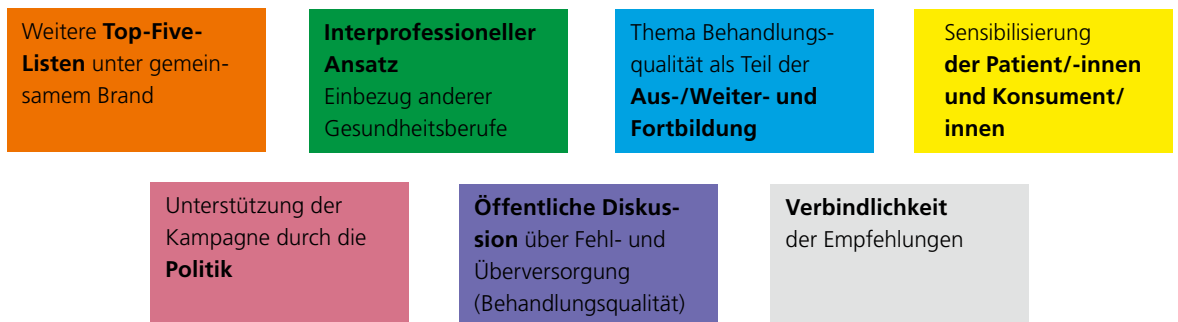 Weitere Top-Five-
Listen unter gemein-
samem Brand
Interprofessioneller
Ansatz
Einbezug anderer
Gesundheitsberufe
Thema Behandlungs-
qualität als Teil der
Aus-/Weiter- und
Fortbildung
Sensibilisierung
der Patient/-innen
und Konsument/
innen
Unterstützung der
Kampagne durch die
Politik
Öffentliche Diskus-
sion über Fehl- und
Überversorgung
(Behandlungsqualität)
Verbindlichkeit
der Empfehlungen